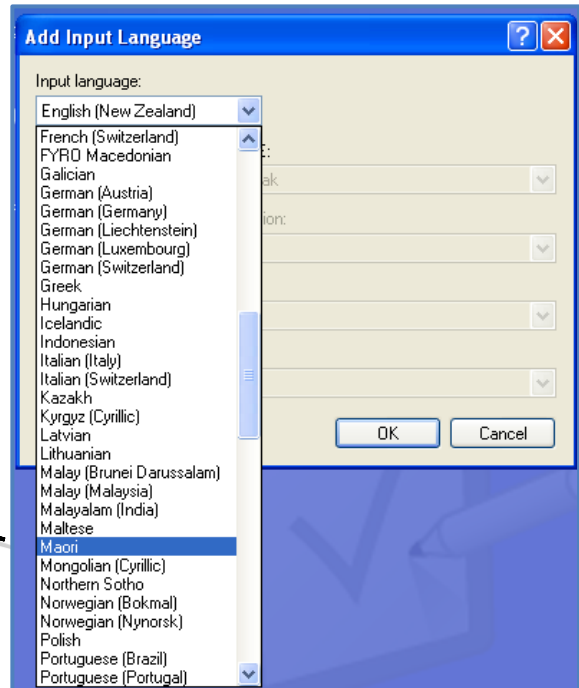 Add Input Language
Input language:
English (New Zealand)
French (Switzerland)
FYRO Macedonian
Galician
German (Austria)
German (Germany)
German (Liechtenstein)
German (Luxembourg)
German (Switzerland)
Greek
Hungarian
Icelandic
Indonesian
Italian (Italy)
Italian (Switzerland)
Kazakh
Kyrgyz (Cyrillic)
Latvian
Lithuanian
Malay (Brunei Darussalam)
Malay (Malaysia)
Malayalam (India)
Maltese
Maori
Mongolian (Cyrillic)
Northern Sotho
Norwegian (Bokmal)
Norwegian (Nynorsk)
Polish
Portuguese (Brazil)
Portuguese (Portugal)
OK
Cancel